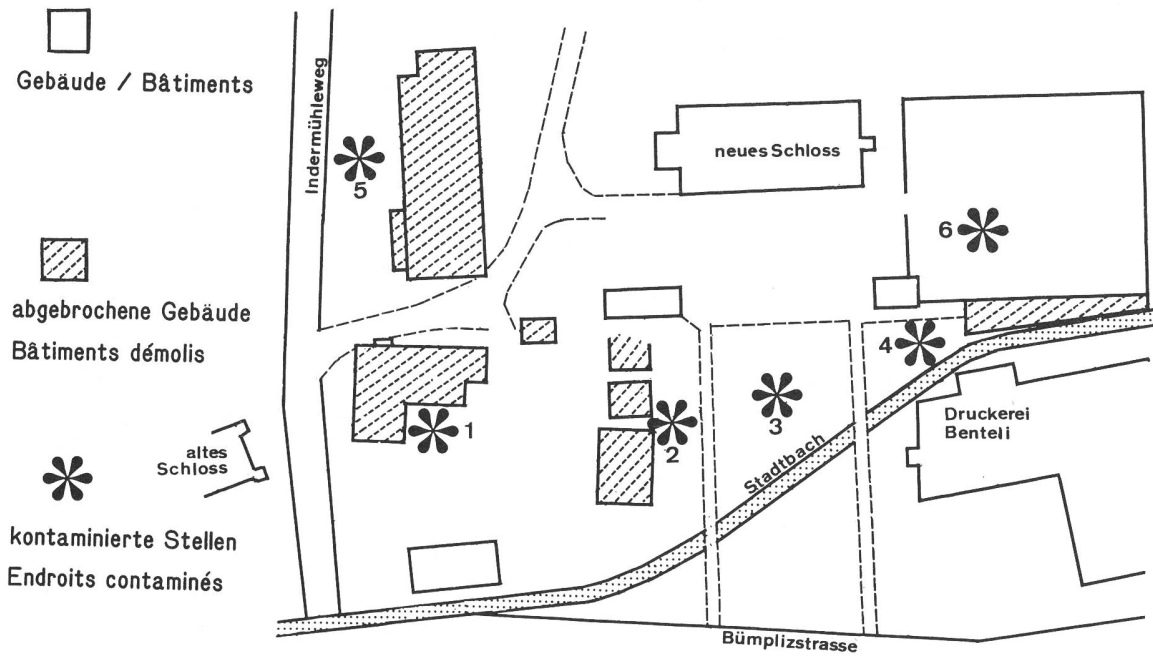 Gebäude / Bâtiments
abgebrochene Gebäude
Bâtiments démolis
kontaminierte Stellen
Endroits contaminés
Indermühleweg
5
neues Schloss
6
4
altes
Schloss
1
2
3
Stadtbach
Druckerei
Benteli
Bümplizstrasse